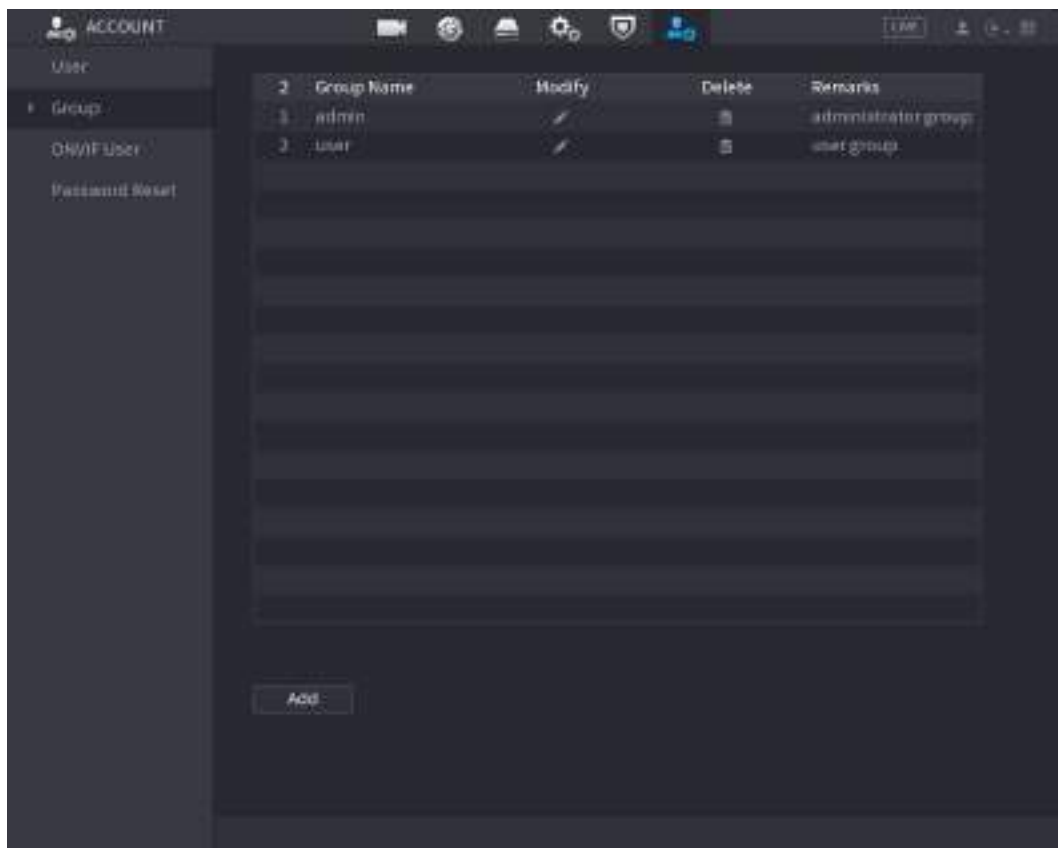 ACCOUNT LIVE
User
Group
ONVIF User
Password Reset
2 Group Name Modify Delete Remarks
1 admin administrator group
2 user user group
Add